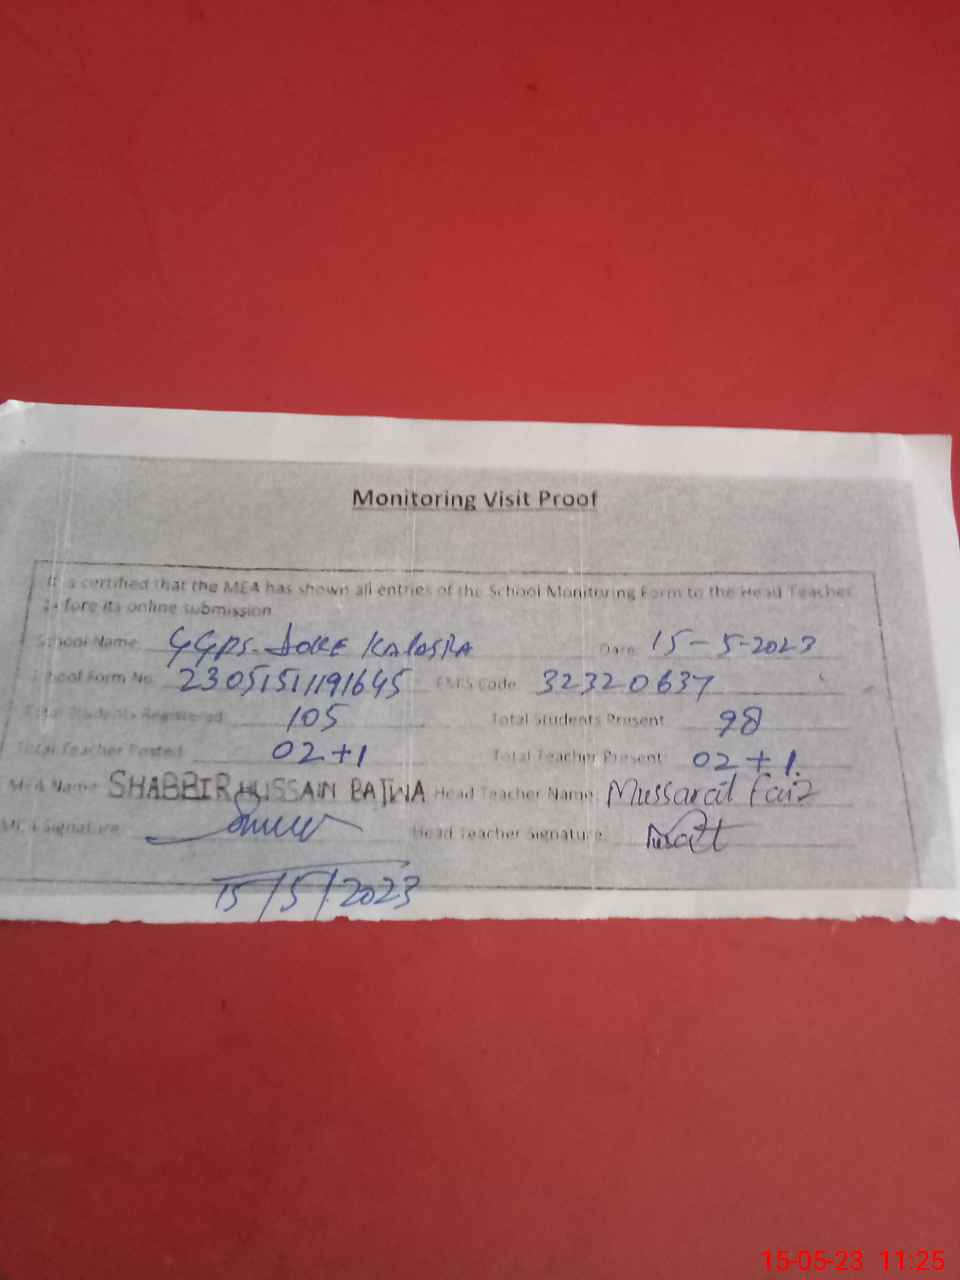 Monitoring Visit Proof
It is certified that the MEA has shown all entries of the School Monitoring Form to the Head Teacher
before its online submission
School Name GGPS. Date 15-5-2023
School Form No. EMIS Code 32320637
Total Students Registered 105 Total Students Present 98
Total Teacher Posted 02+1 Total Teacher Present 02+1
MEA Name SHABBIR HUSSAIN BAJWA Head Teacher Name Mussarat Faiz
MEA Signature Head Teacher Signature
15/5/2023
15-05-23 11:25